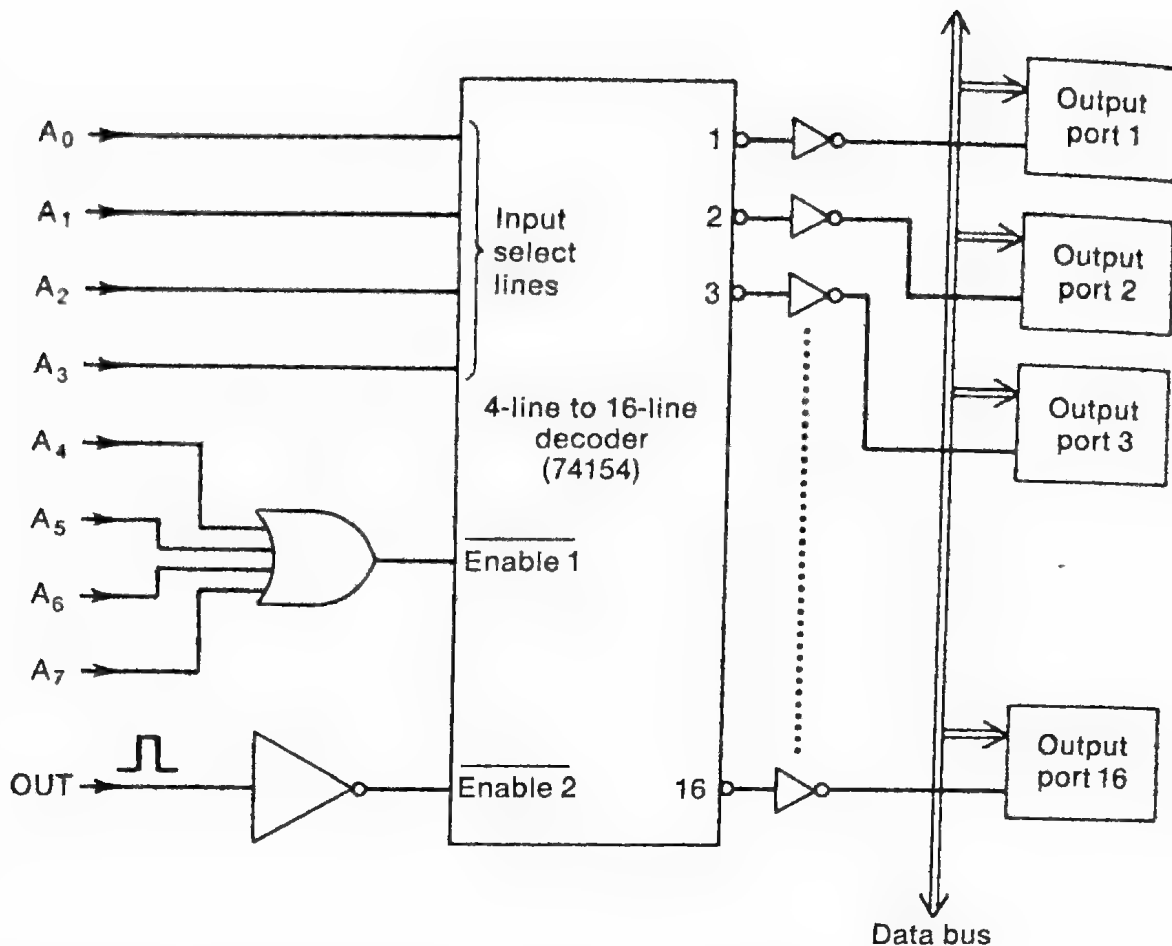 A₀
A₁
A₂
A₃
A₄
A₅
A₆
A₇
OUT
Input
select
lines
4-line to 16-line
decoder
(74154)
Enable 1
Enable 2
1
2
3
16
Output
port 1
Output
port 2
Output
port 3
Output
port 16
Data bus